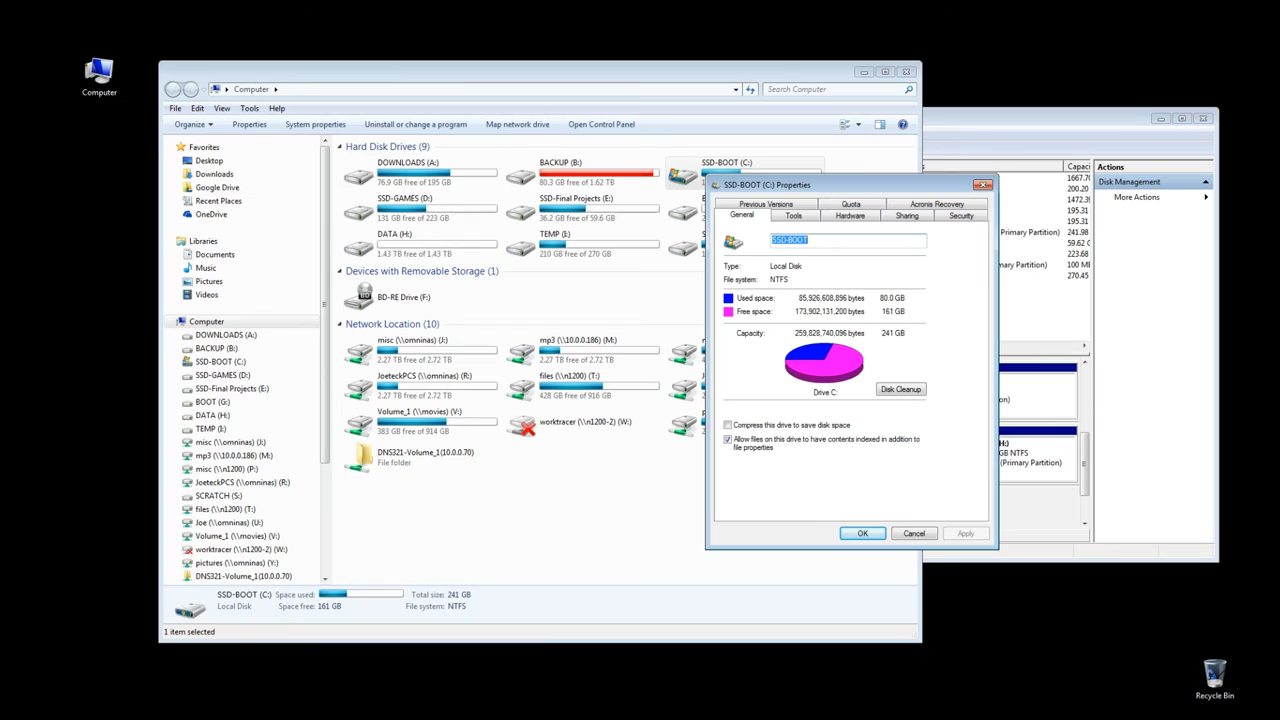 Computer
Computer
Search Computer
File Edit View Tools Help
Organize Properties System properties Uninstall or change a program Map network drive Open Control Panel
Favorites
Desktop
Downloads
Google Drive
Recent Places
OneDrive
Libraries
Documents
Music
Pictures
Videos
Computer
DOWNLOADS (A:)
BACKUP (B:)
SSD-BOOT (C:)
SSD-GAMES (D:)
SSD-Final Projects (E:)
BOOT (G:)
DATA (H:)
TEMP (I:)
misc (\\omninas) (J:)
mp3 (\\10.0.0.186) (M:)
misc (\\n1200) (P:)
JoeteckPCS (\\omninas) (R:)
SCRATCH (S:)
files (\\n1200) (T:)
Joe (\\omninas) (U:)
Volume_1 (\\movies) (V:)
worktracer (\\n1200-2) (W:)
pictures (\\n1200) (Y:)
DNS321-Volume_1(10.0.0.70)
Hard Disk Drives (9)
DOWNLOADS (A:)
76.9 GB free of 195 GB
BACKUP (B:)
80.3 GB free of 1.62 TB
SSD-BOOT (C:)
SSD-GAMES (D:)
131 GB free of 223 GB
SSD-Final Projects (E:)
36.2 GB free of 59.6 GB
DATA (H:)
1.43 TB free of 1.43 TB
TEMP (I:)
210 GB free of 270 GB
Devices with Removable Storage (1)
BD
BD-RE Drive (F:)
Network Location (10)
misc (\\omninas) (J:)
2.27 TB free of 2.72 TB
mp3 (\\10.0.0.186) (M:)
2.27 TB free of 2.72 TB
JoeteckPCS (\\omninas) (R:)
2.27 TB free of 2.72 TB
files (\\n1200) (T:)
428 GB free of 916 GB
Volume_1 (\\movies) (V:)
383 GB free of 914 GB
worktracer (\\n1200-2) (W:)
DNS321-Volume_1(10.0.0.70)
File folder
SSD-BOOT (C:) Space used: Total size: 241 GB
Local Disk Space free: 161 GB File system: NTFS
1 item selected
SSD-BOOT (C:) Properties
Previous Versions Quota Acronis Recovery
General Tools Hardware Sharing Security
SSD-BOOT
Type: Local Disk
File system: NTFS
Used space: 85,926,608,896 bytes 80.0 GB
Free space: 173,902,131,200 bytes 161 GB
Capacity: 259,828,740,096 bytes 241 GB
Drive C:
Disk Cleanup
Compress this drive to save disk space
Allow files on this drive to have contents indexed in addition to
file properties
OK Cancel Apply
Capaci
1667.70
200.20
1472.39
195.31
195.31
Primary Partition) 195.31
59.62 G
223.68
Primary Partition) 100.00
270.45
H:)
GB NTFS
(Primary Partition)
Actions
Disk Management
More Actions
Recycle Bin